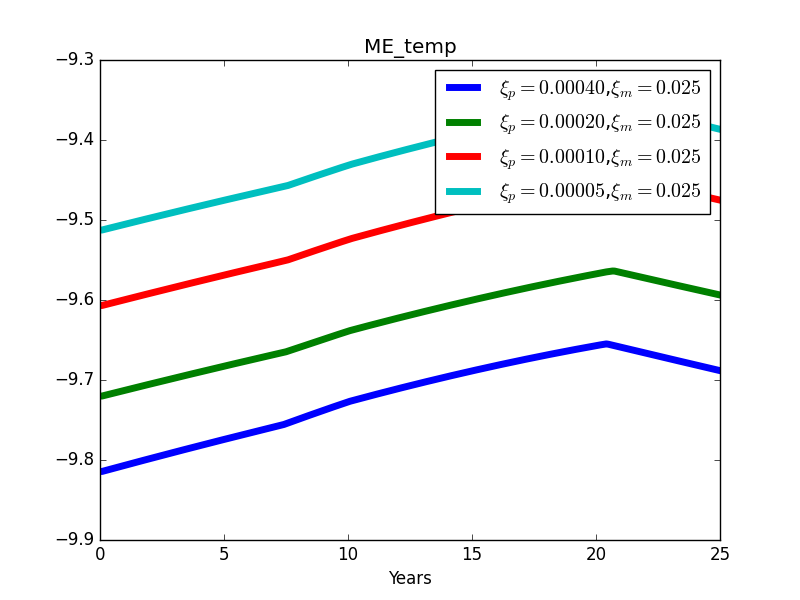 ME_temp
−9.3
−9.4
−9.5
−9.6
−9.7
−9.8
−9.9
ξp = 0.00040,ξm = 0.025
ξp = 0.00020,ξm = 0.025
ξp = 0.00010,ξm = 0.025
ξp = 0.00005,ξm = 0.025
0 5 10 15 20 25
Years